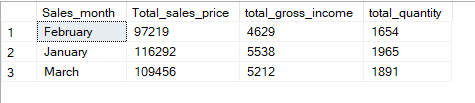 Sales_month Total_sales_price total_gross_income total_quantity
1 February 97219 4629 1654
2 January 116292 5538 1965
3 March 109456 5212 1891